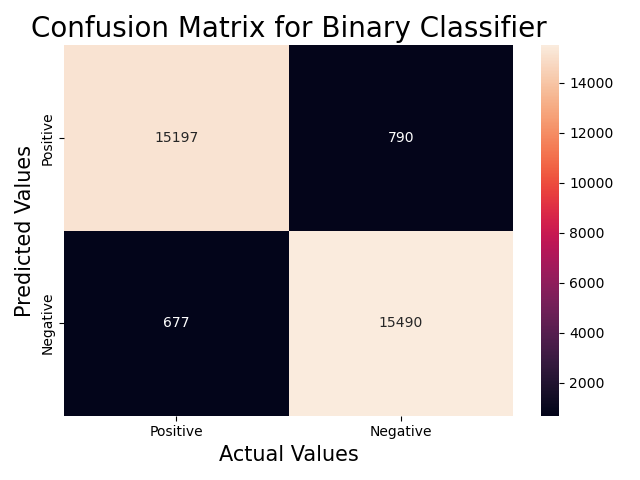 Confusion Matrix for Binary Classifier
Predicted Values
Positive
Negative
15197
790
677
15490
Positive
Negative
Actual Values
14000
12000
10000
8000
6000
4000
2000